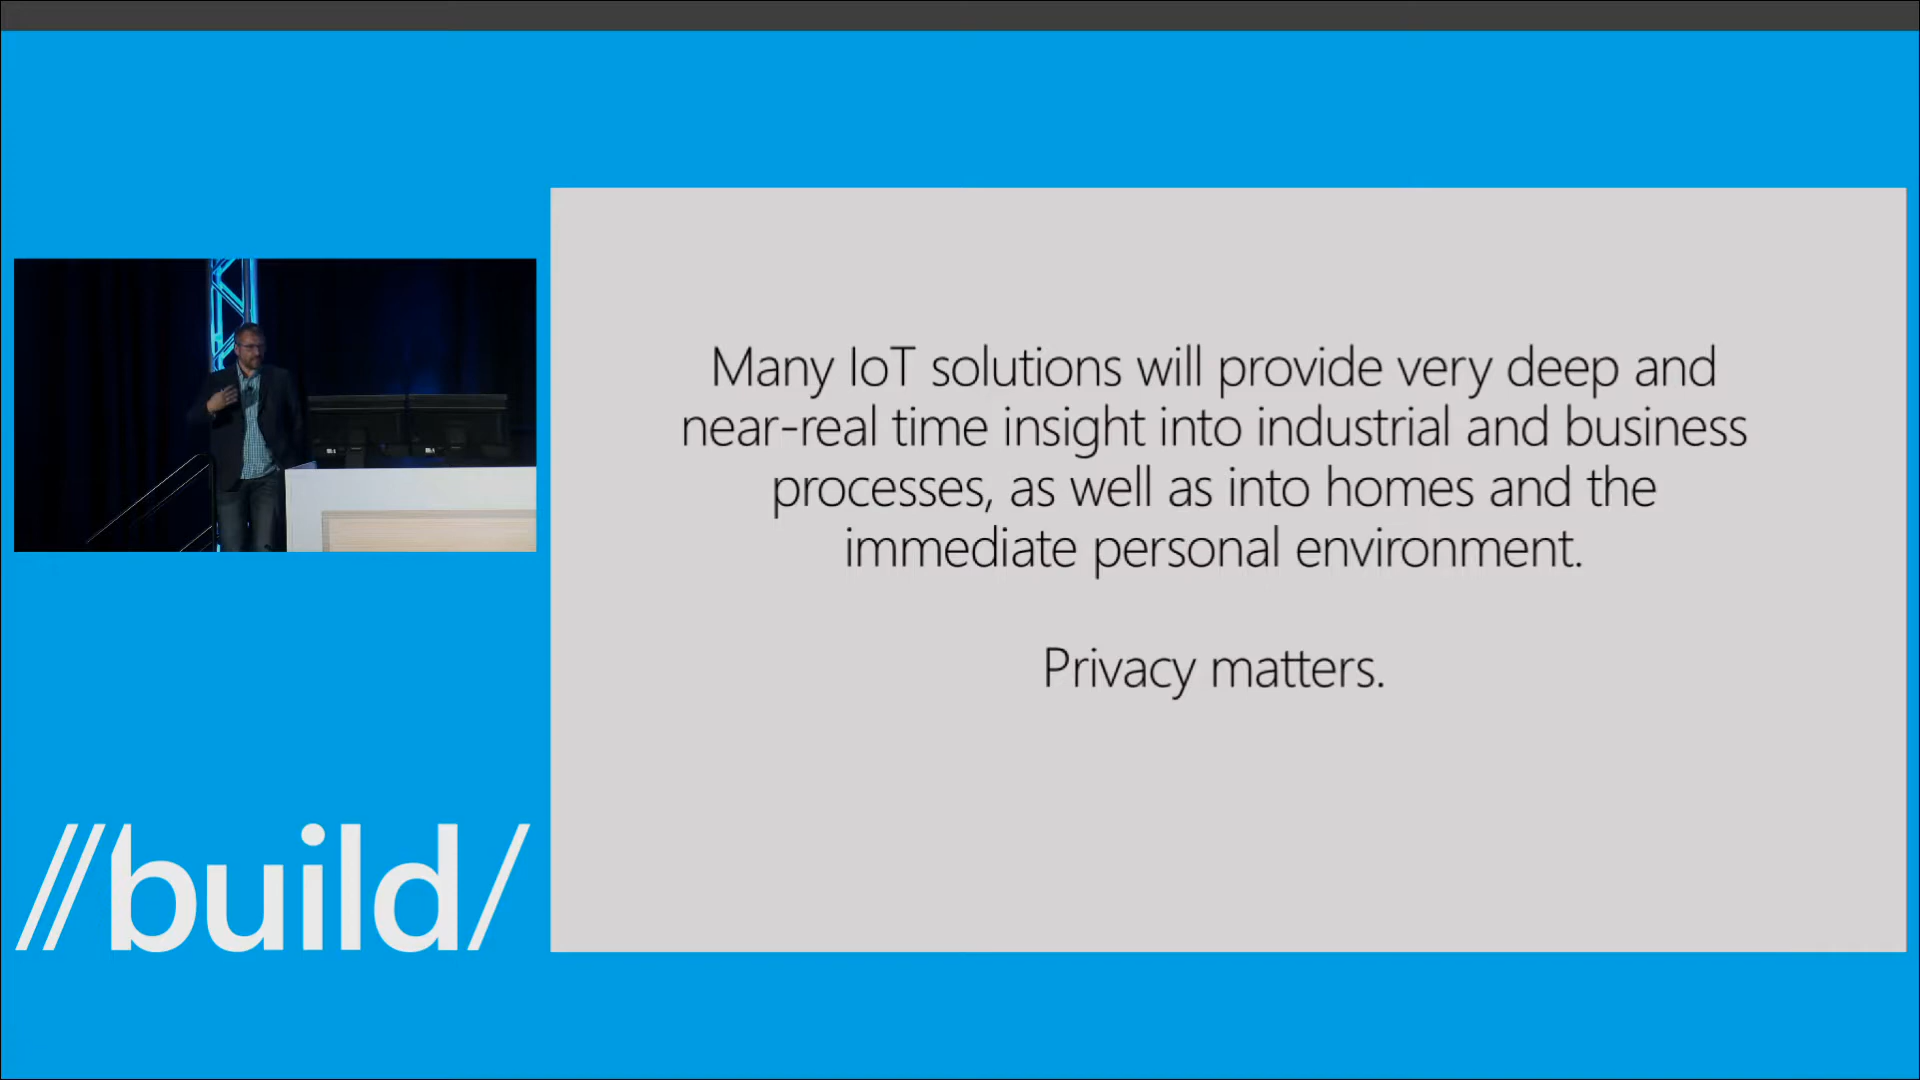 Many IoT solutions will provide very deep and
near-real time insight into industrial and business
processes, as well as into homes and the
immediate personal environment.
Privacy matters.
//build/